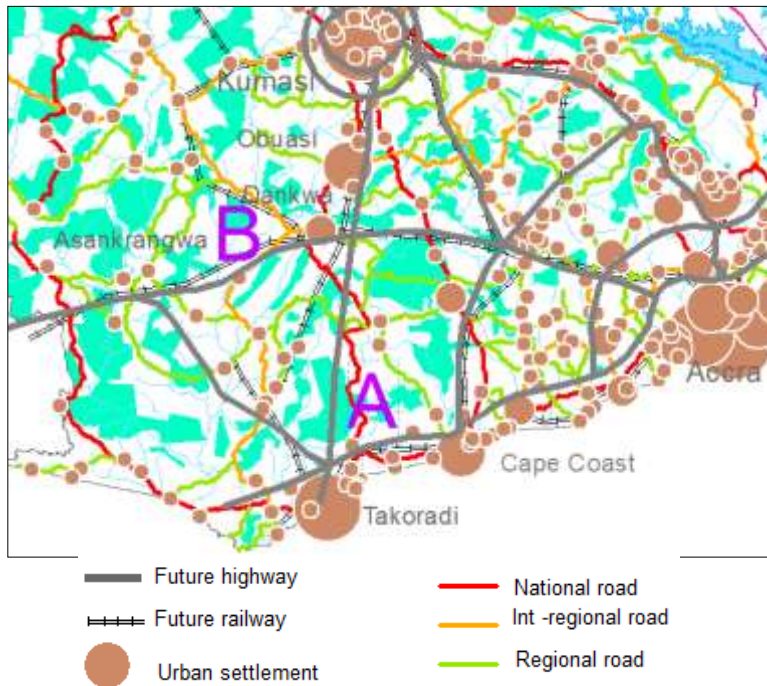 Kumasi
Obuasi
Dankwa
B
Asankrangwa
A
Accra
Cape Coast
Takoradi
Future highway
National road
Future railway
Int -regional road
Urban settlement
Regional road